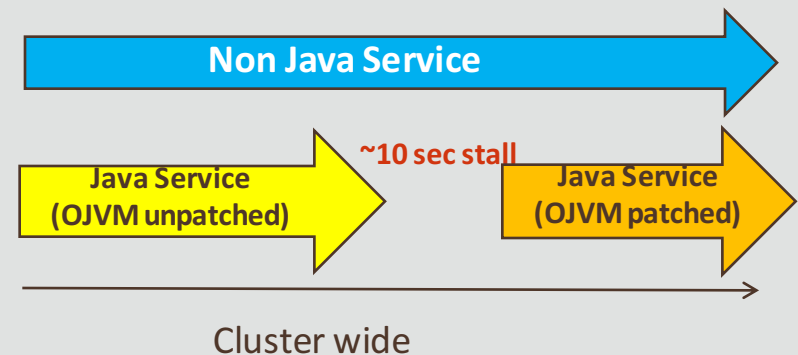 Non Java Service
~10 sec stall
Java Service
(OJVM unpatched)
Java Service
(OJVM patched)
Cluster wide